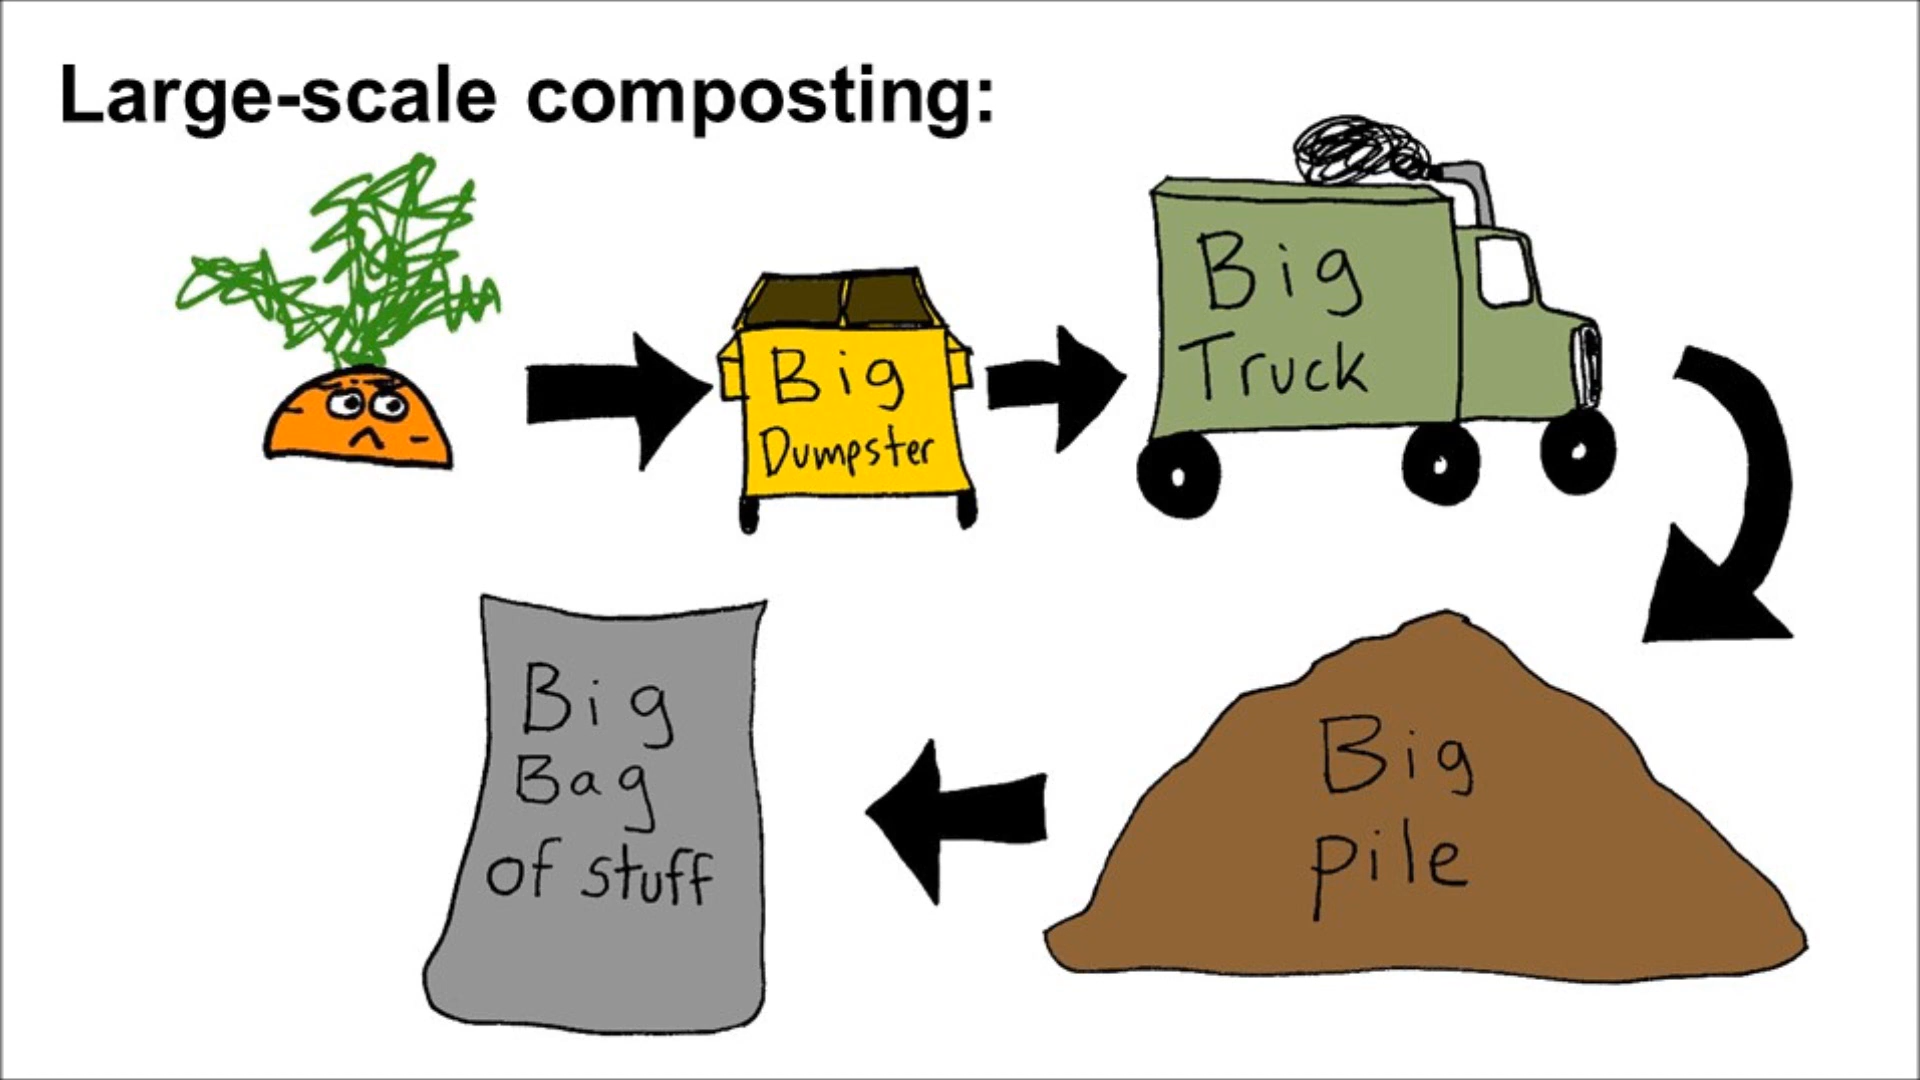 Large-scale composting:
Big
Dumpster
Big
Truck
Big
pile
Big
Bag
of stuff